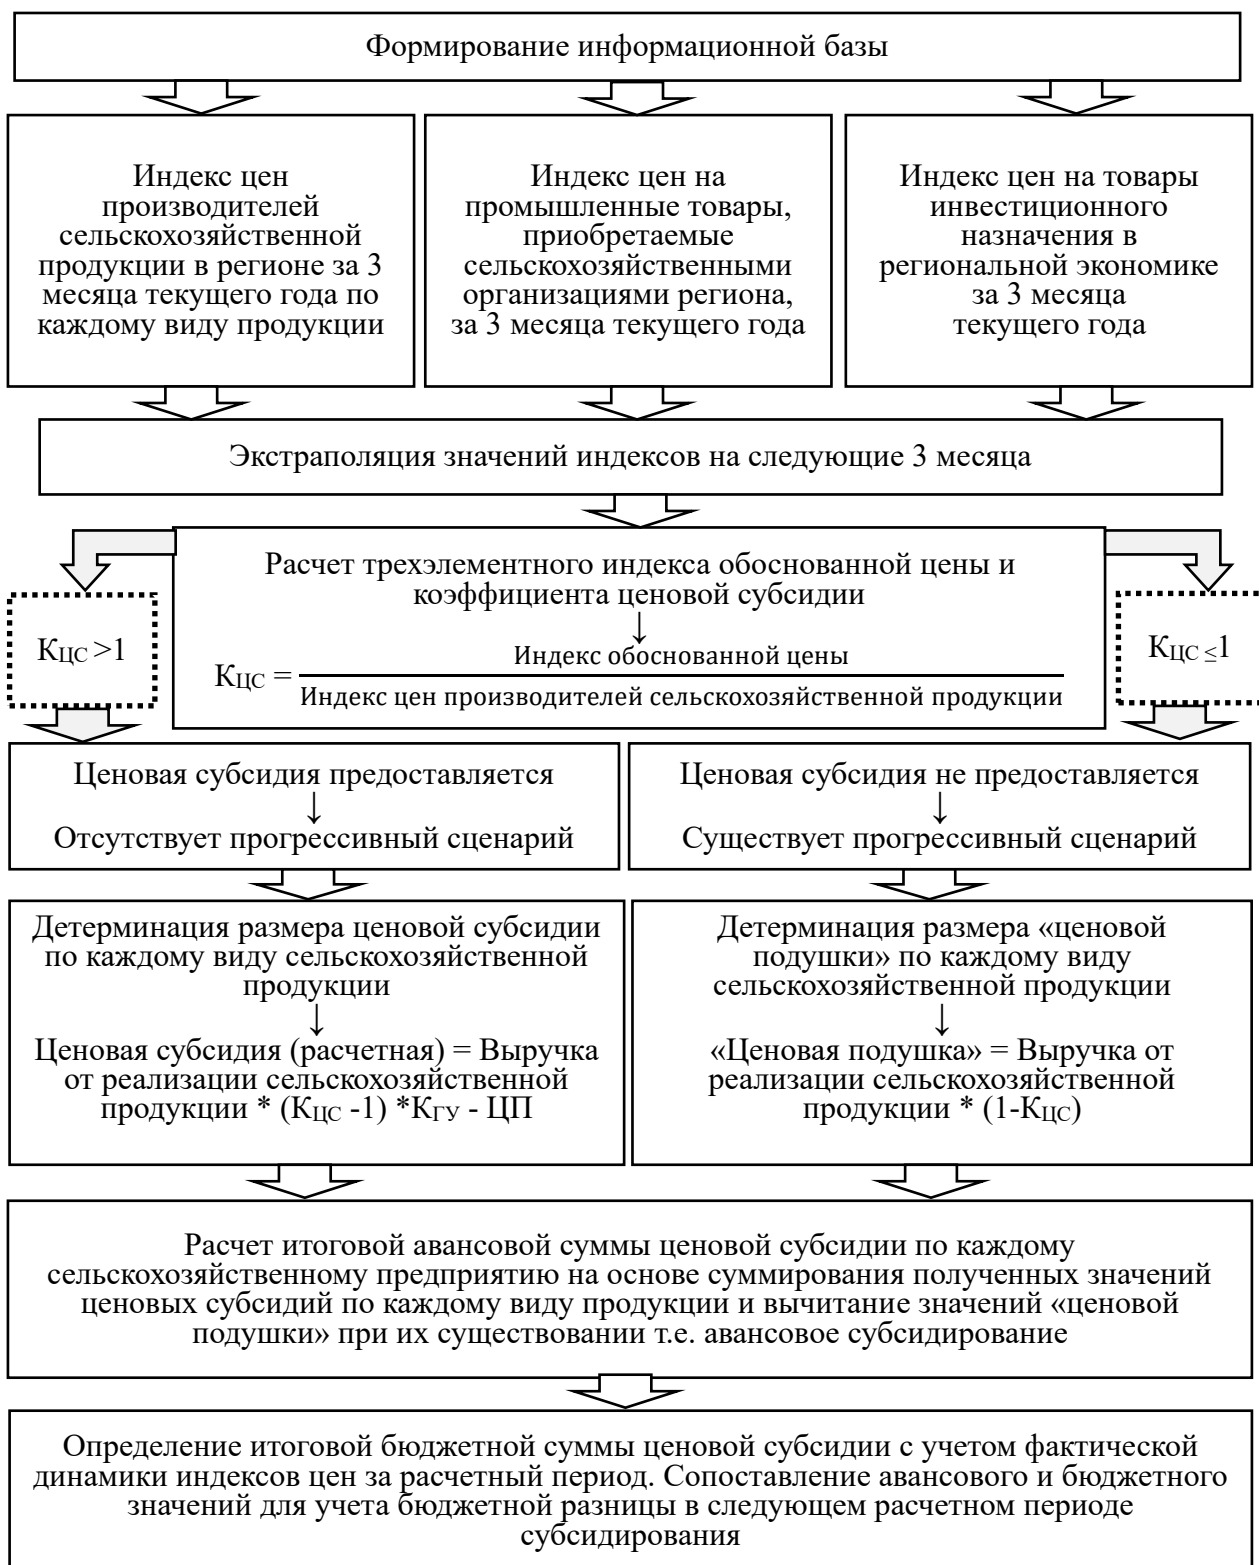 Формирование информационной базы
Индекс цен
производителей
сельскохозяйственной
продукции в регионе за 3
месяца текущего года по
каждому виду продукции
Индекс цен на
промышленные товары,
приобретаемые
сельскохозяйственными
организациями региона,
за 3 месяца текущего года
Индекс цен на товары
инвестиционного
назначения в
региональной экономике
за 3 месяца
текущего года
Экстраполяция значений индексов на следующие 3 месяца
Расчет трехэлементного индекса обоснованной цены и
коэффициента ценовой субсидии
↓
КЦС = Индекс обоснованной цены
Индекс цен производителей сельскохозяйственной продукции
КЦС >1
КЦС ≤1
Ценовая субсидия предоставляется
↓
Отсутствует прогрессивный сценарий
Ценовая субсидия не предоставляется
↓
Существует прогрессивный сценарий
Детерминация размера ценовой субсидии
по каждому виду сельскохозяйственной
продукции
↓
Ценовая субсидия (расчетная) = Выручка
от реализации сельскохозяйственной
продукции * (КЦС -1) *КГУ - ЦП
Детерминация размера «ценовой
подушки» по каждому виду
сельскохозяйственной продукции
↓
«Ценовая подушка» = Выручка от
реализации сельскохозяйственной
продукции * (1-КЦС)
Расчет итоговой авансовой суммы ценовой субсидии по каждому
сельскохозяйственному предприятию на основе суммирования полученных значений
ценовых субсидий по каждому виду продукции и вычитание значений «ценовой
подушки» при их существовании т.е. авансовое субсидирование
Определение итоговой бюджетной суммы ценовой субсидии с учетом фактической
динамики индексов цен за расчетный период. Сопоставление авансового и бюджетного
значений для учета бюджетной разницы в следующем расчетном периоде
субсидирования